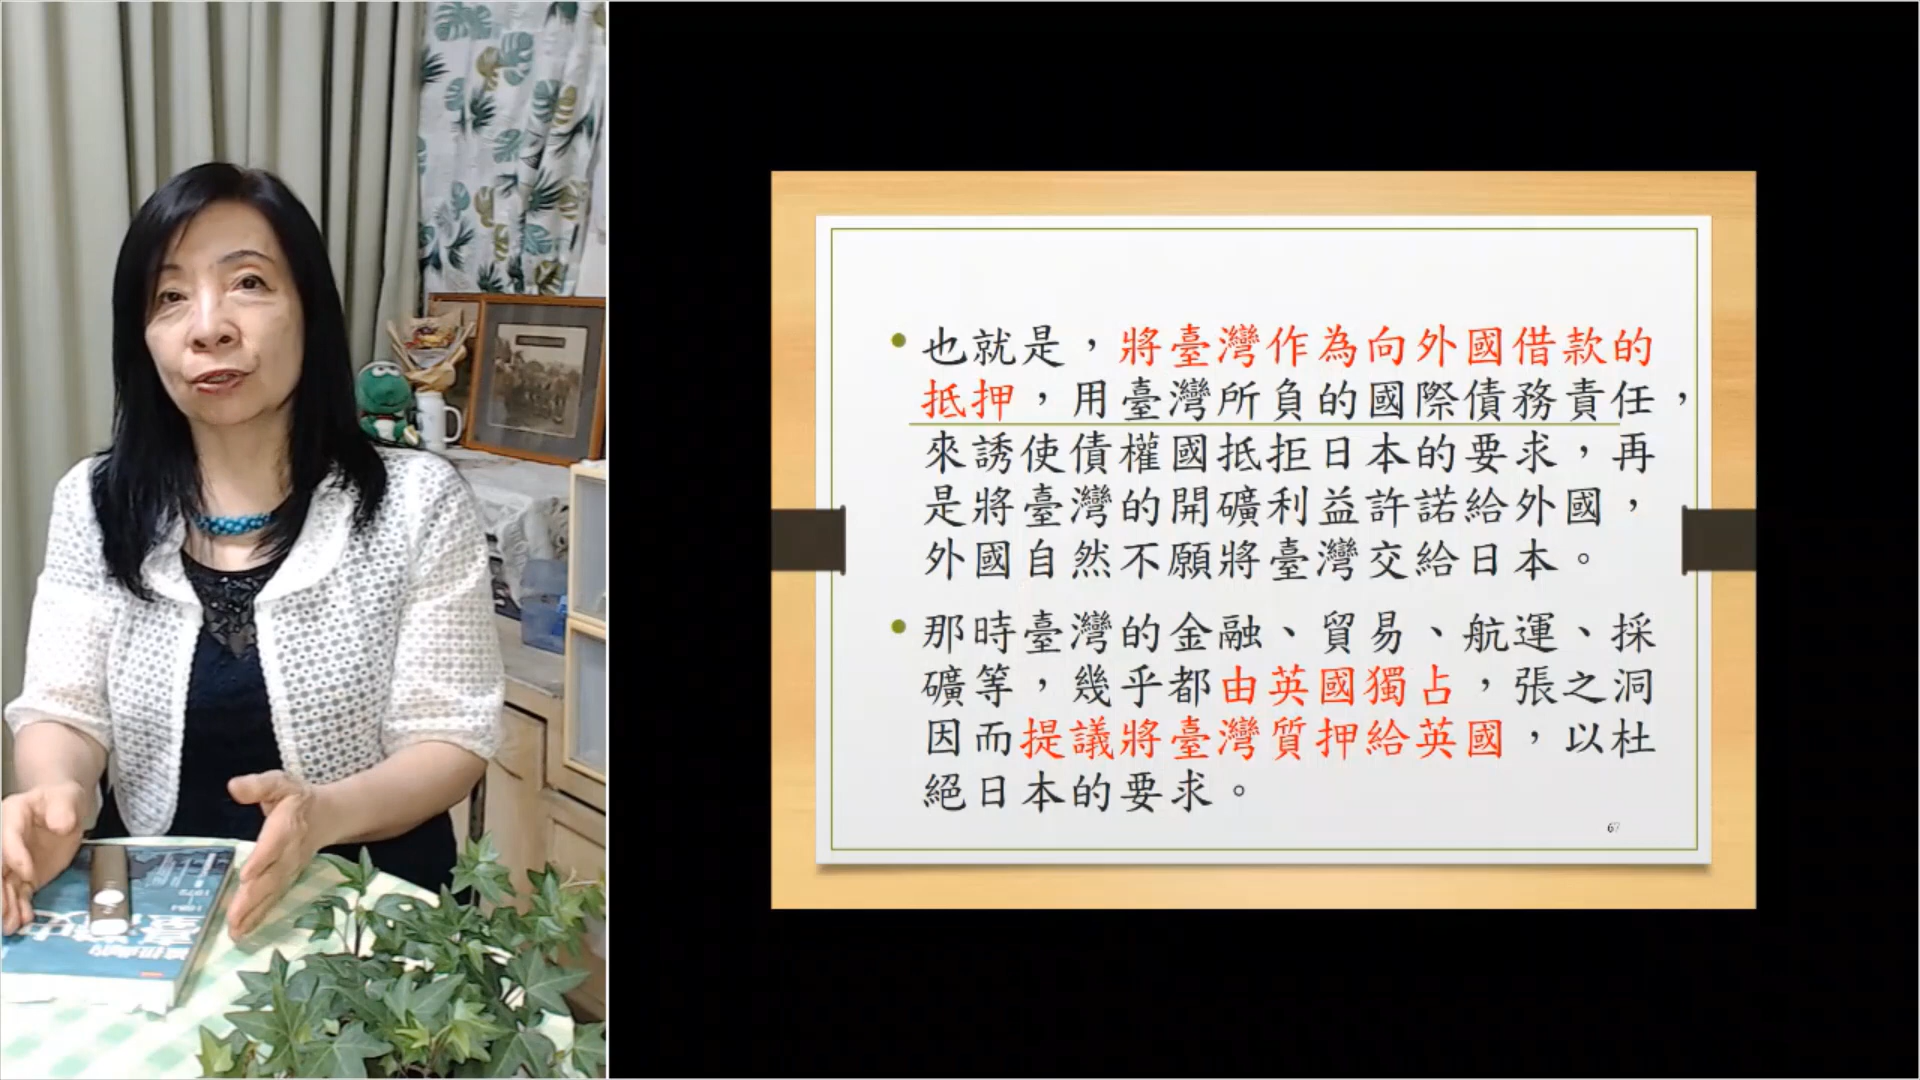 也就是，將臺灣作為向外國借款的
抵押，用臺灣所負的國際債務責任，
來誘使債權國抵拒日本的要求，再
是將臺灣的開礦利益許諾給外國，
外國自然不願將臺灣交給日本。
那時臺灣的金融、貿易、航運、採
礦等，幾乎都由英國獨占，張之洞
因而提議將臺灣質押給英國，以杜
絕日本的要求。
67